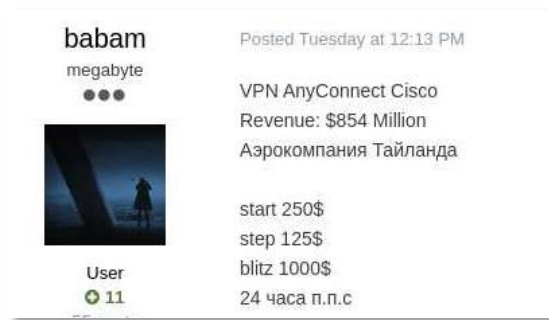 babam
megabyte
User
11
Posted Tuesday at 12:13 PM
VPN AnyConnect Cisco
Revenue: $854 Million
Аэрокомпания Тайланда
start 250$
step 125$
blitz 1000$
24 часа п.п.с